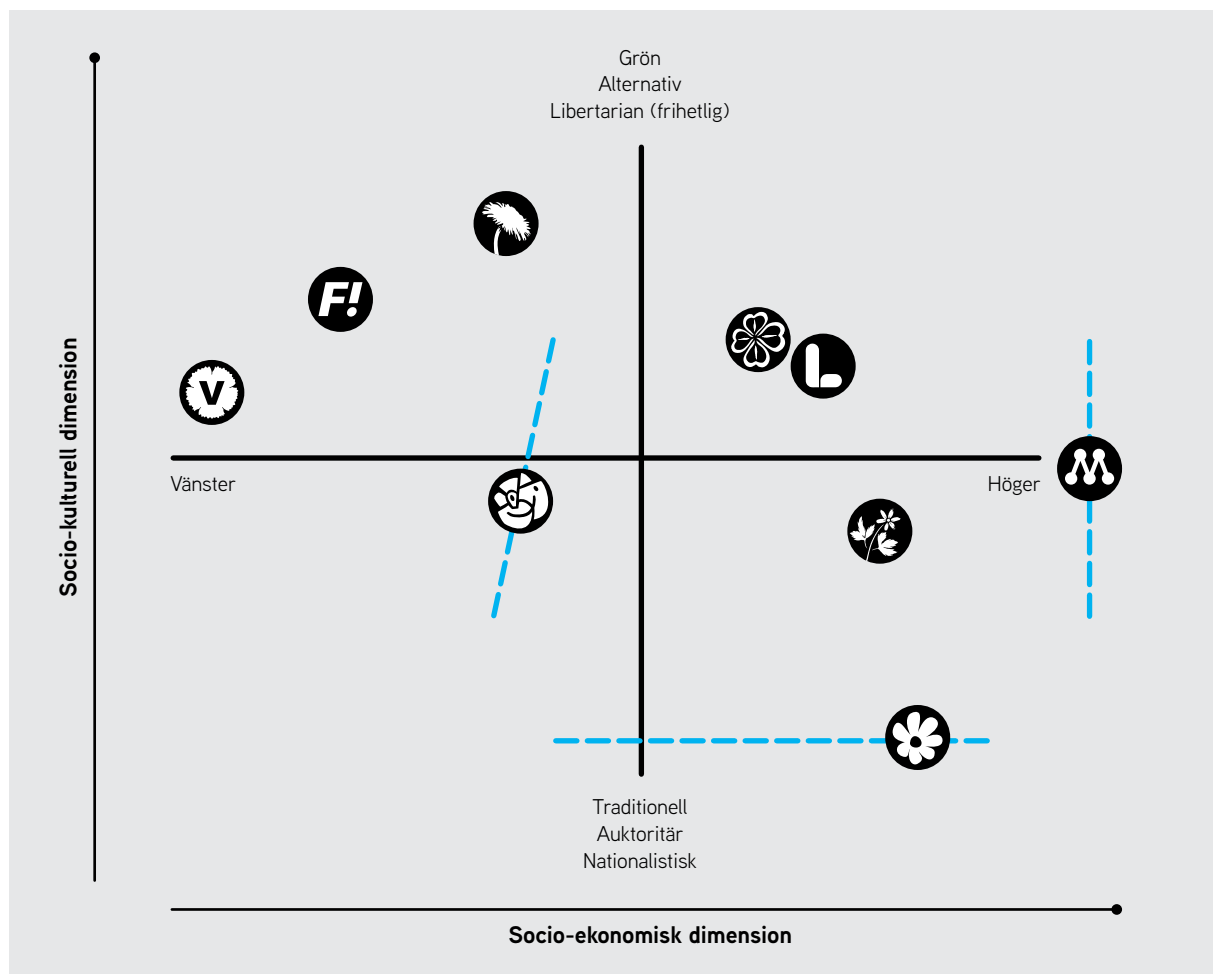 Grön
Alternativ
Libertarian (frihetlig)
F!
V
L
Socio-kulturell dimension
Vänster
Höger
M
Traditionell
Auktoritär
Nationalistisk
Socio-ekonomisk dimension